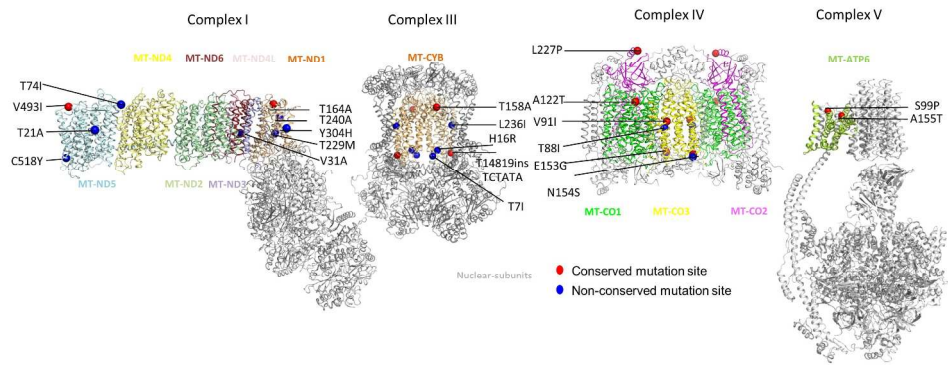 Complex I
Complex III
Complex IV
Complex V
MT-ND4
MT-ND6
MT-ND4L
MT-ND1
T74I
V493I
T21A
C518Y
T164A
T240A
Y304H
T229M
V31A
MT-ND5
MT-ND2
MT-ND3
MT-CYB
T158A
L236I
H16R
T14819ins
TCTATA
T7I
L227P
A122T
V91I
T88I
E153G
N154S
MT-CO1
MT-CO3
MT-CO2
MT-ATP6
S99P
A155T
Nuclear-subunits
Conserved mutation site
Non-conserved mutation site